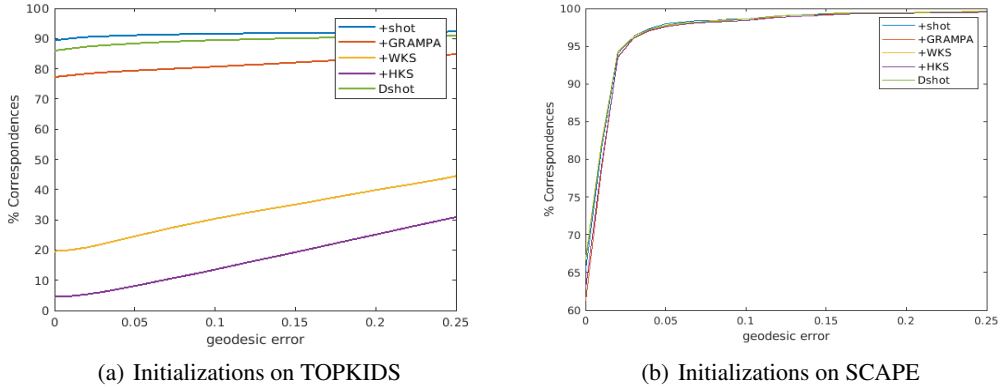 100
90
80
70
60
50
40
30
20
10
0
% Correspondences
0 0.05 0.1 0.15 0.2 0.25
geodesic error
+shot
+GRAMPA
+WKS
+HKS
Dshot
(a) Initializations on TOPKIDS
100
95
90
85
80
75
70
65
60
% Correspondences
0 0.05 0.1 0.15 0.2 0.25
geodesic error
+shot
+GRAMPA
+WKS
+HKS
Dshot
(b) Initializations on SCAPE